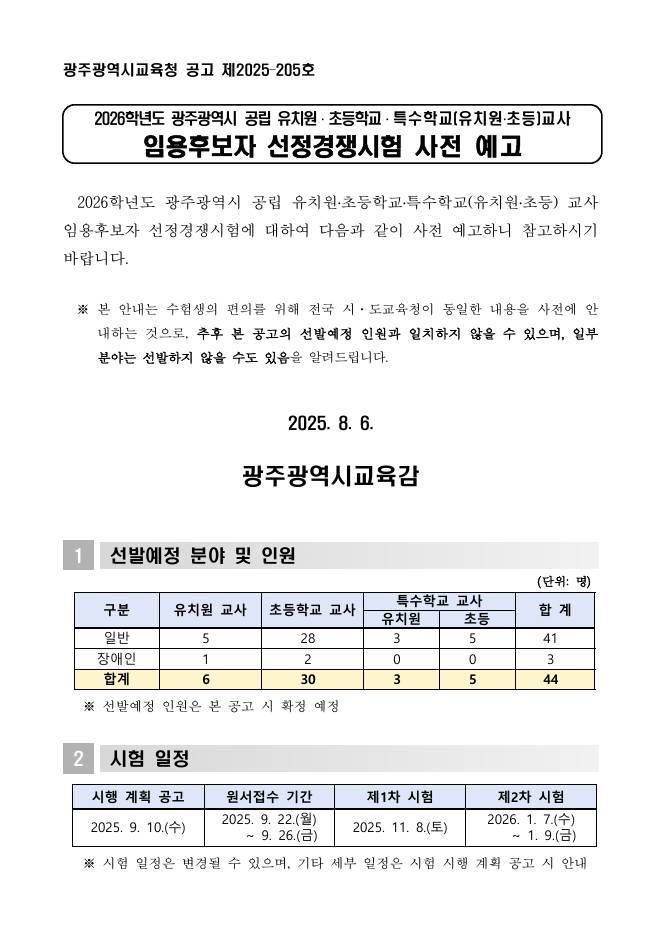 광주광역시교육청 공고 제2025-205호
2026학년도 광주광역시 공립 유치원·초등학교·특수학교(유치원·초등)교사
임용후보자 선정경쟁시험 사전 예고
2026학년도 광주광역시 공립 유치원·초등학교·특수학교(유치원·초등) 교사
임용후보자 선정경쟁시험에 대하여 다음과 같이 사전 예고하니 참고하시기
바랍니다.
※ 본 안내는 수험생의 편의를 위해 전국 시·도교육청이 동일한 내용을 사전에 안
내하는 것으로, 추후 본 공고의 선발예정 인원과 일치하지 않을 수 있으며, 일부
분야는 선발하지 않을 수도 있음을 알려드립니다.
2025. 8. 6.
광주광역시교육감
1 선발예정 분야 및 인원
(단위: 명)
구분 유치원 교사 초등학교 교사 특수학교 교사 합 계
유치원 초등
일반 5 28 3 5 41
장애인 1 2 0 0 3
합계 6 30 3 5 44
※ 선발예정 인원은 본 공고 시 확정 예정
2 시험 일정
시행 계획 공고 원서접수 기간 제1차 시험 제2차 시험
2025. 9. 10.(수) 2025. 9. 22.(월) 2025. 11. 8.(토) 2026. 1. 7.(수)
~ 9. 26.(금) ~ 1. 9.(금)
※ 시험 일정은 변경될 수 있으며, 기타 세부 일정은 시험 시행 계획 공고 시 안내